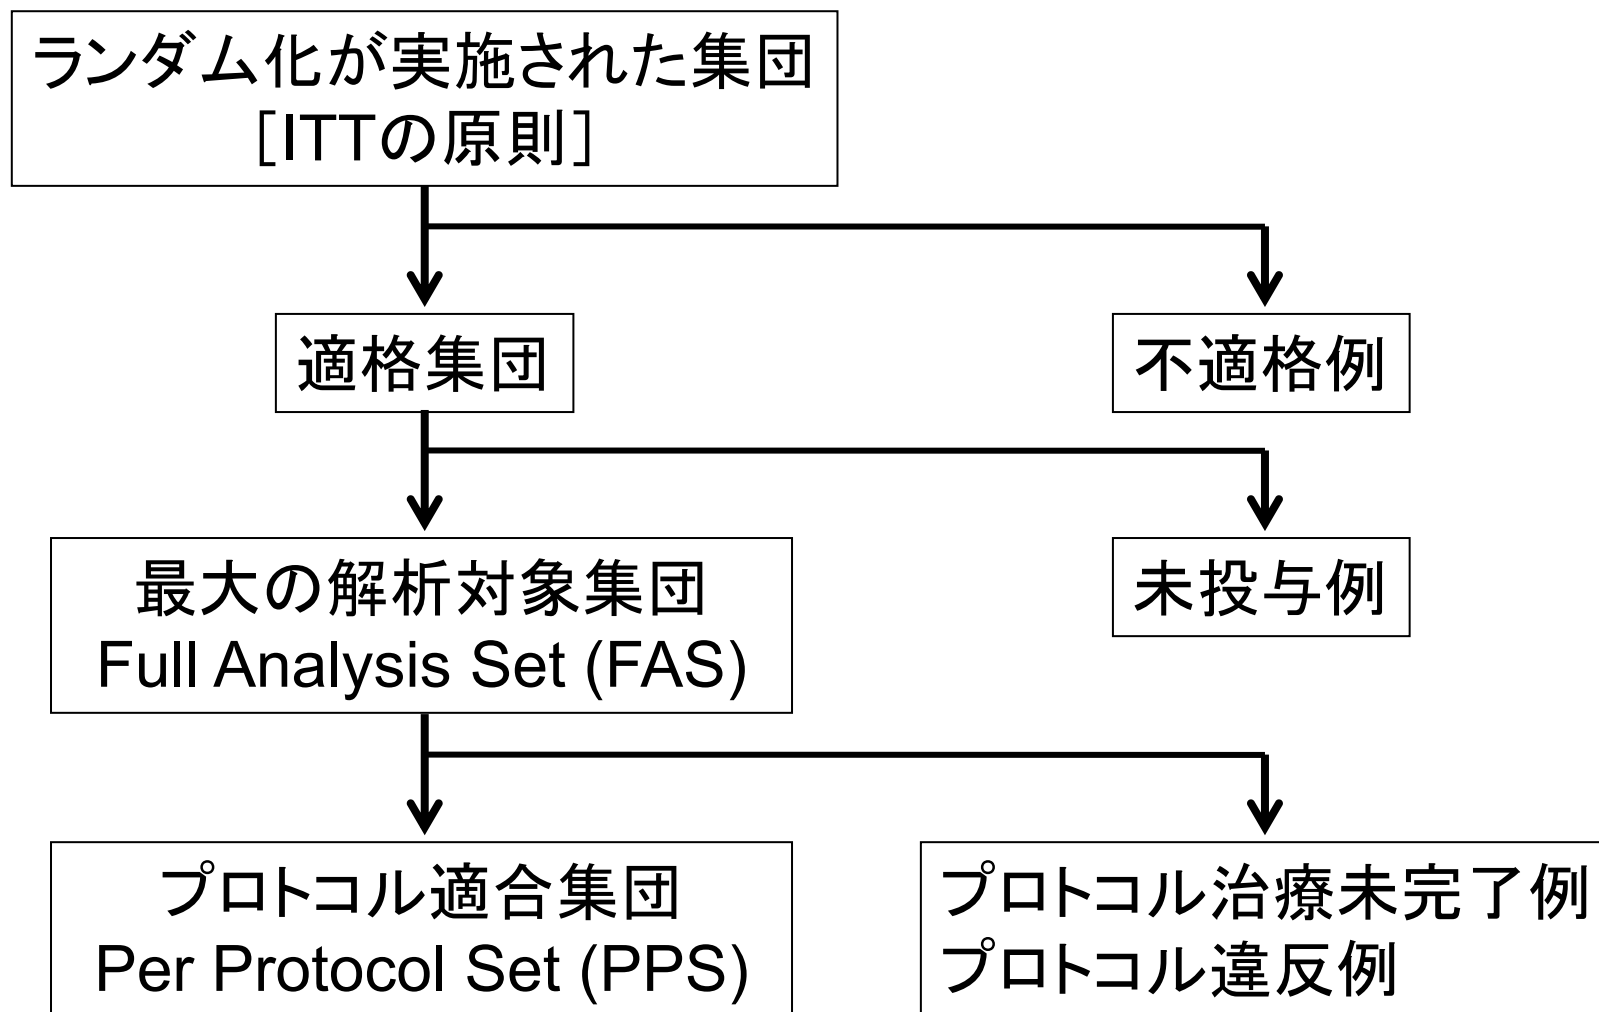 ランダム化が実施された集団
［ITTの原則］
適格集団
不適格例
最大の解析対象集団
Full Analysis Set (FAS)
未投与例
プロトコル適合集団
Per Protocol Set (PPS)
プロトコル治療未完了例
プロトコル違反例